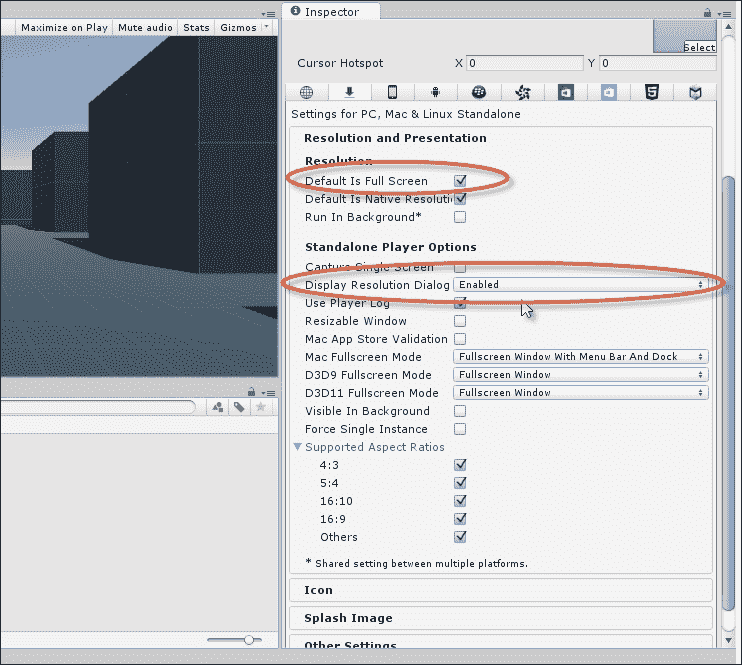 Inspector
Maximize on Play Mute audio Stats Gizmos
Select
Cursor Hotspot X 0 Y 0
Settings for PC, Mac & Linux Standalone
Resolution and Presentation
Resolution
Default Is Full Screen
Default Is Native Resoluti
Run In Background*
Standalone Player Options
Capture Single Screen
Display Resolution Dialog Enabled
Use Player Log
Resizable Window
Mac App Store Validation
Mac Fullscreen Mode Fullscreen Window With Menu Bar And Dock
D3D9 Fullscreen Mode Fullscreen Window
D3D11 Fullscreen Mode Fullscreen Window
Visible In Background
Force Single Instance
Supported Aspect Ratios
4:3
5:4
16:10
16:9
Others
* Shared setting between multiple platforms.
Icon
Splash Image
Other Settings